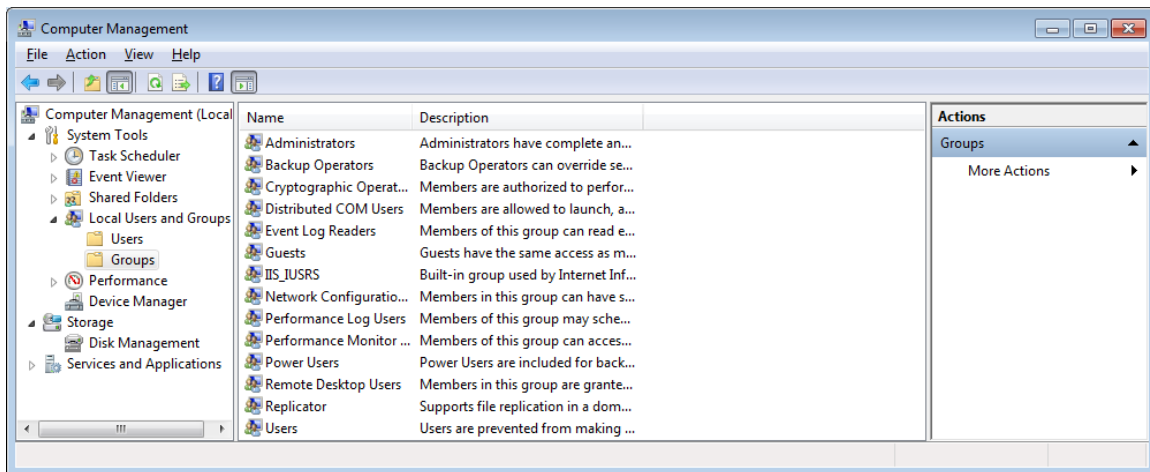 Computer Management
File Action View Help
Computer Management (Local
System Tools
Task Scheduler
Event Viewer
Shared Folders
Local Users and Groups
Users
Groups
Performance
Device Manager
Storage
Disk Management
Services and Applications
Name Description
Administrators Administrators have complete an...
Backup Operators Backup Operators can override se...
Cryptographic Operat... Members are authorized to perfor...
Distributed COM Users Members are allowed to launch, a...
Event Log Readers Members of this group can read e...
Guests Guests have the same access as m...
IIS_IUSRS Built-in group used by Internet Inf...
Network Configuratio... Members in this group can have s...
Performance Log Users Members of this group may sche...
Performance Monitor ... Members of this group can acces...
Power Users Power Users are included for back...
Remote Desktop Users Members in this group are grante...
Replicator Supports file replication in a dom...
Users Users are prevented from making ...
Actions
Groups
More Actions